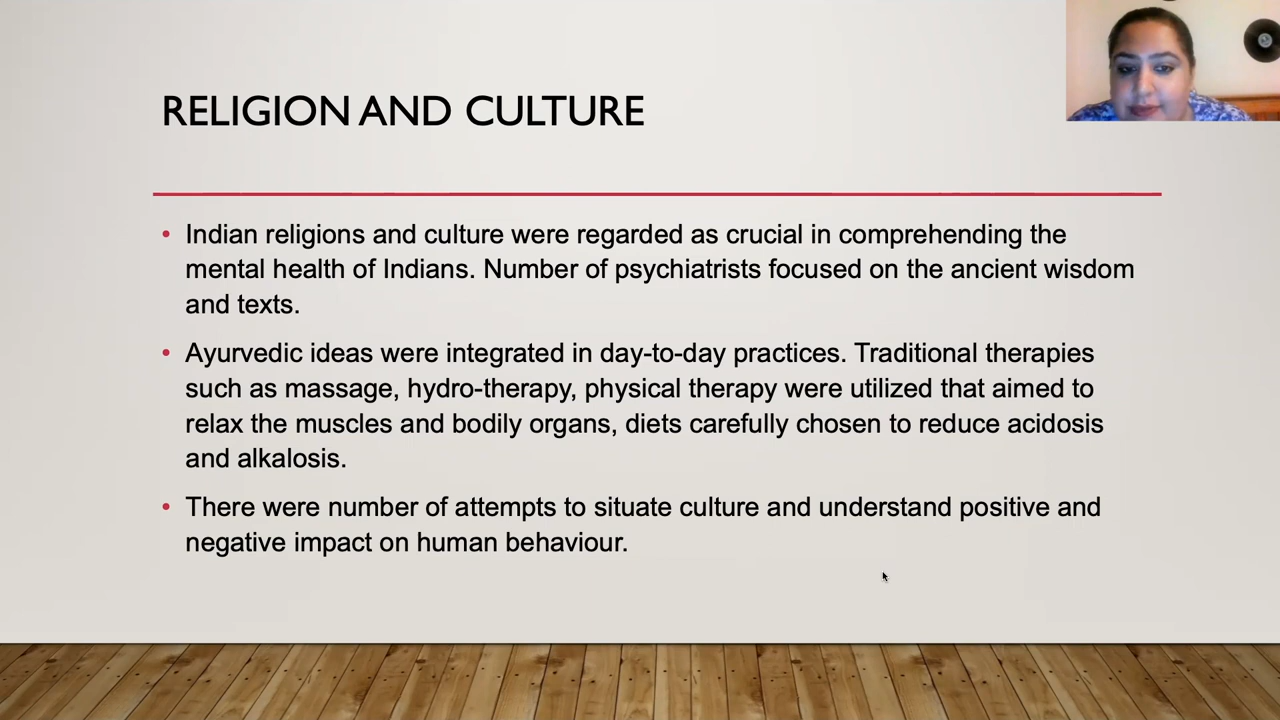 RELIGION AND CULTURE
• Indian religions and culture were regarded as crucial in comprehending the
mental health of Indians. Number of psychiatrists focused on the ancient wisdom
and texts.
• Ayurvedic ideas were integrated in day-to-day practices. Traditional therapies
such as massage, hydro-therapy, physical therapy were utilized that aimed to
relax the muscles and bodily organs, diets carefully chosen to reduce acidosis
and alkalosis.
• There were number of attempts to situate culture and understand positive and
negative impact on human behaviour.